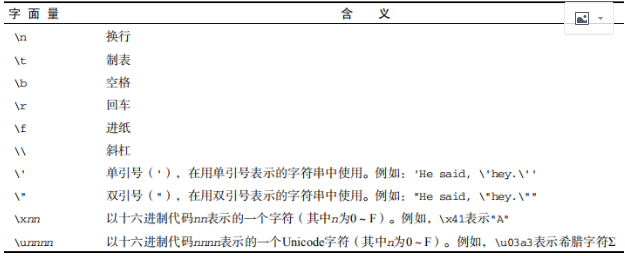 字 面 量 含 义
\n 换行
\t 制表
\b 空格
\r 回车
\f 进纸
\\ 斜杠
\' 单引号（'），在用单引号表示的字符串中使用。例如：'He said, \'hey.\''
\" 双引号（"），在用双引号表示的字符串中使用。例如："He said, \"hey.\""
\xnn 以十六进制代码nn表示的一个字符（其中n为0～F）。例如，\x41表示"A"
\unnnn 以十六进制代码nnnn表示的一个Unicode字符（其中n为0～F）。例如，\u03a3表示希腊字符Σ